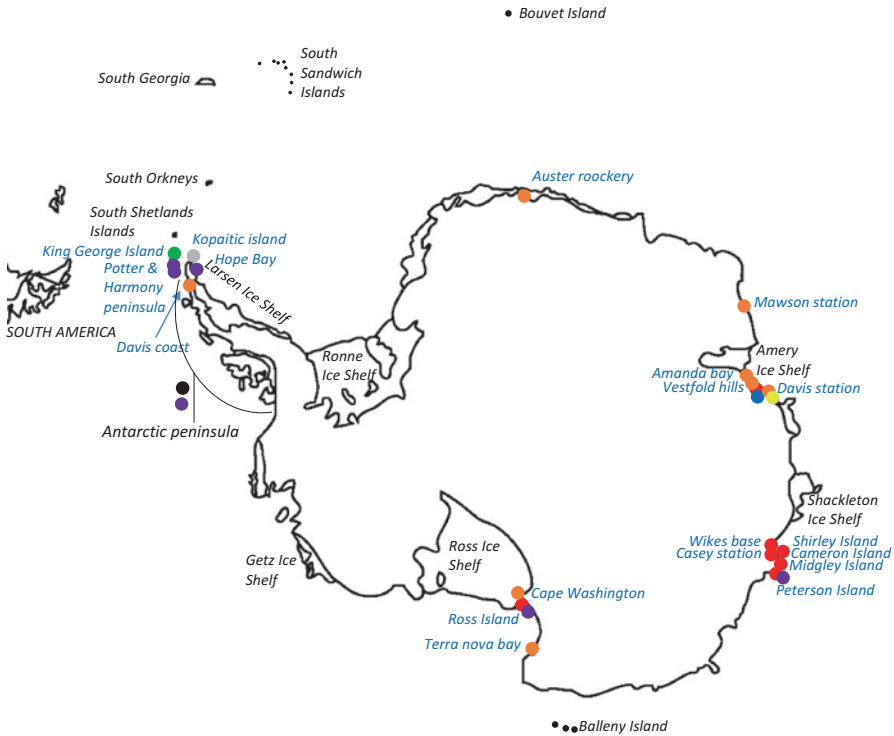 Bouvet Island
South
Sandwich
Islands
South Georgia
Auster roockery
South Orkneys
South Shetlands
Islands
King George Island
Kopaitic island
Hope Bay
Potter &
Harmony
peninsula
Larsen Ice Shelf
SOUTH AMERICA
Davis coast
Mawson station
Ronne
Ice Shelf
Amery
Ice Shelf
Amanda bay
Vestfold hills
Davis station
Antarctic peninsula
Shackleton
Ice Shelf
Wikes base
Shirley Island
Casey station
Cameron Island
Midgley Island
Peterson Island
Getz Ice
Shelf
Ross Ice
Shelf
Cape Washington
Ross Island
Terra nova bay
Balleny Island